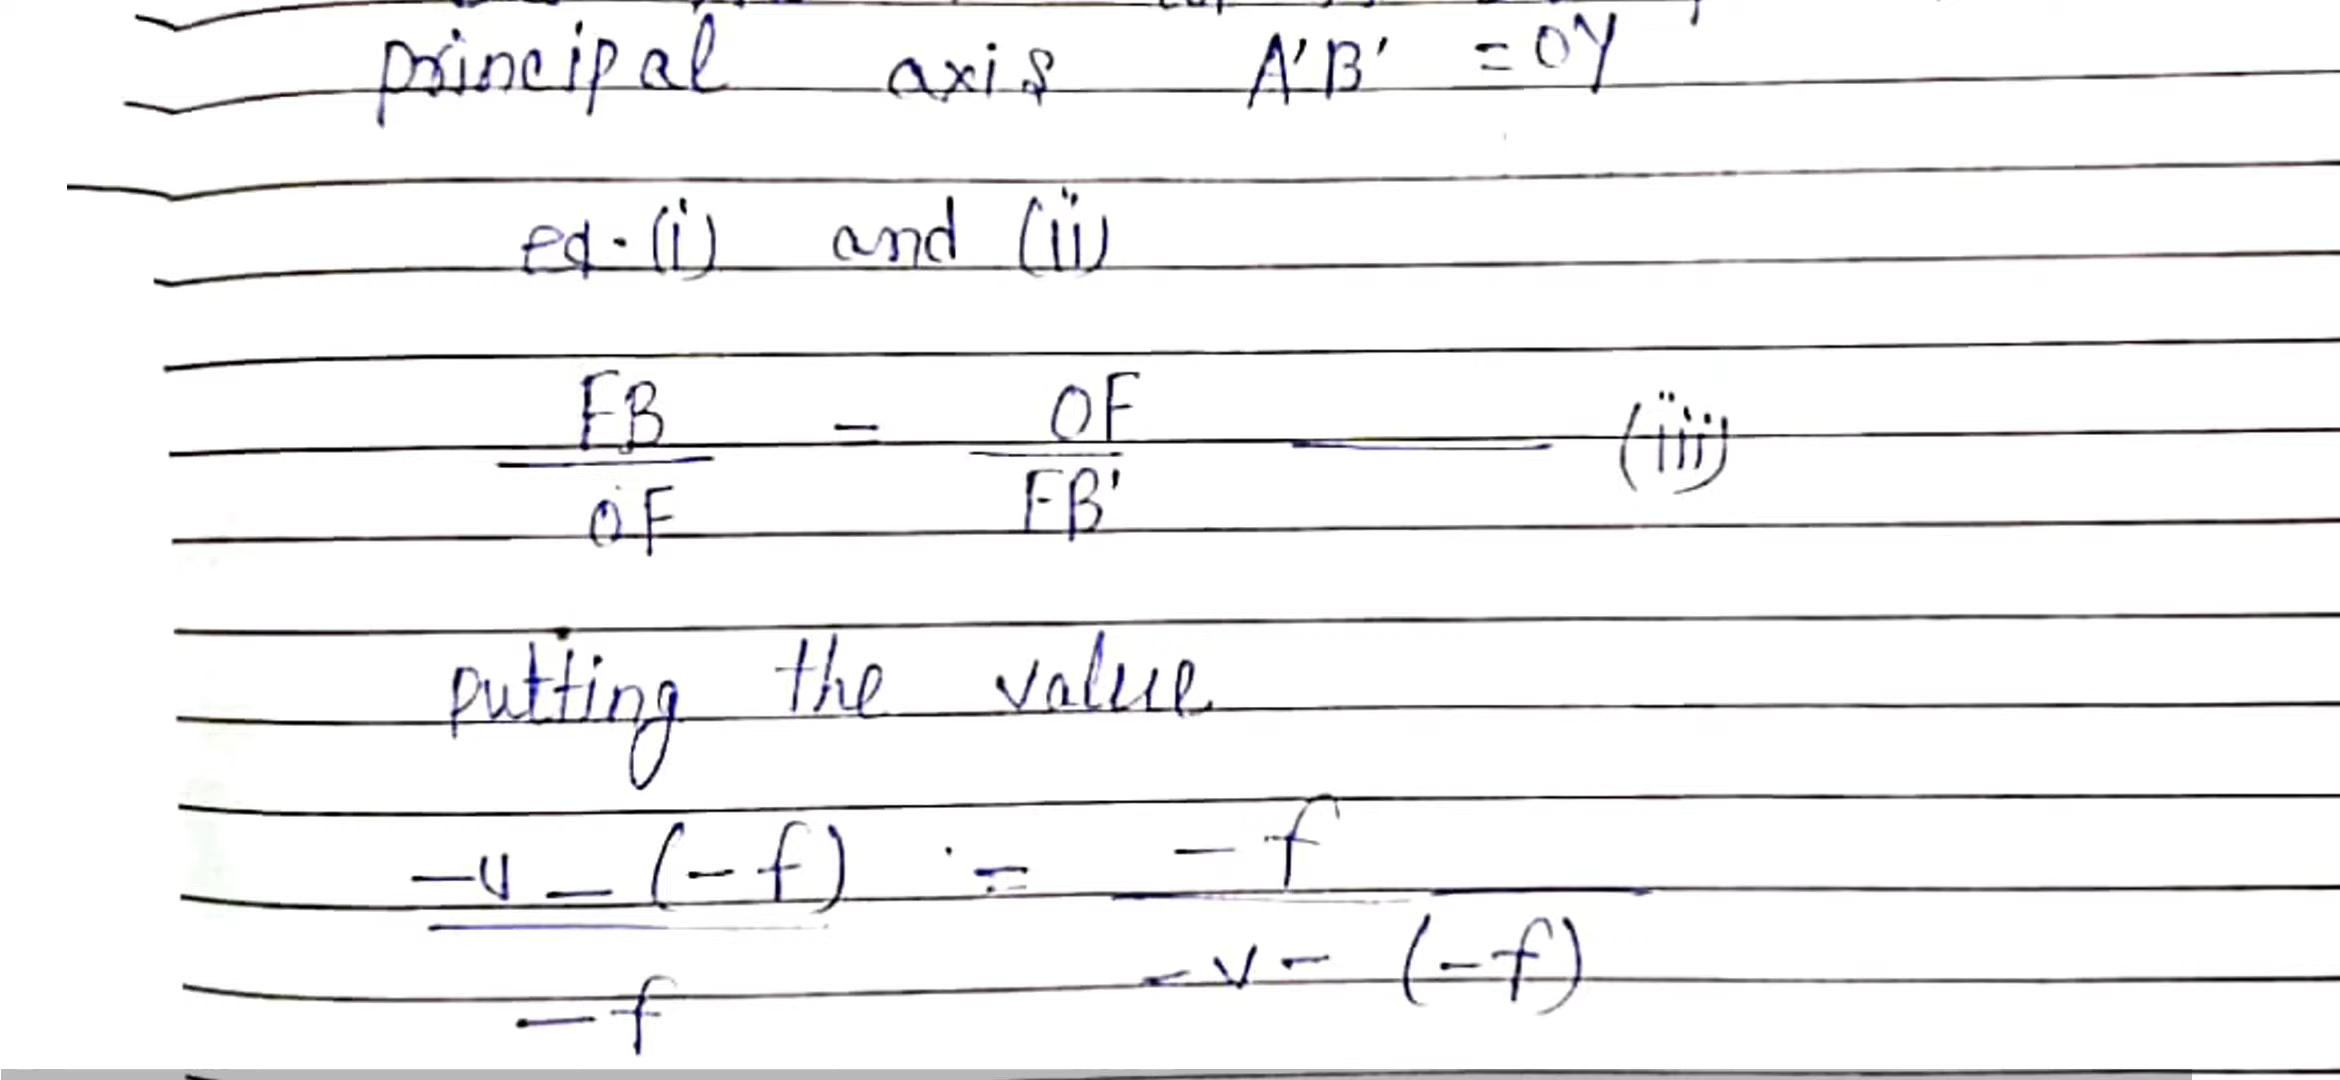 principal axis A'B' = OY
eq. (i) and (ii)
FB = OF (iii)
OF FB'
putting the value
-u - (-f) = -f
-f -v - (-f)